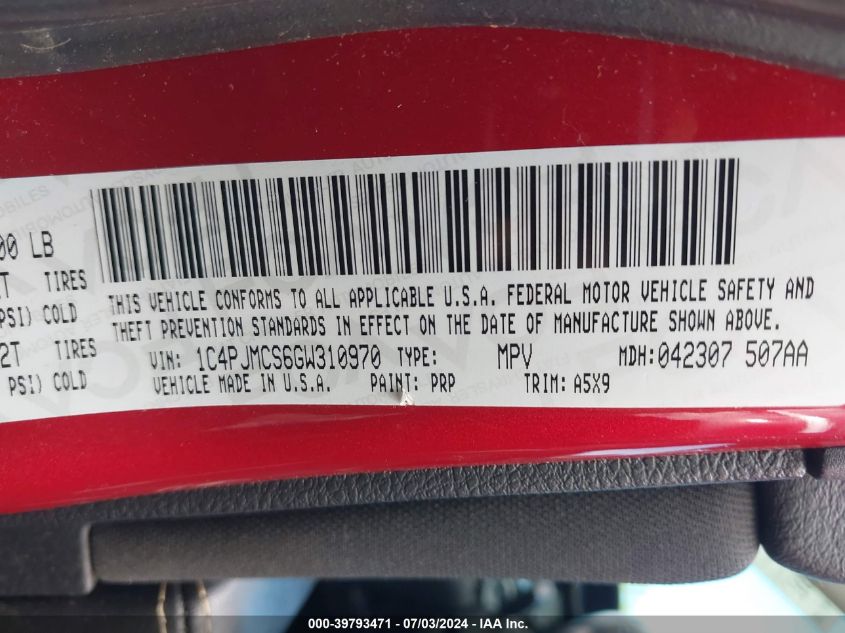 00 LB
T TIRES
PSI) COLD
2T TIRES
PSI) COLD
THIS VEHICLE CONFORMS TO ALL APPLICABLE U.S.A. FEDERAL MOTOR VEHICLE SAFETY AND
THEFT PREVENTION STANDARDS IN EFFECT ON THE DATE OF MANUFACTURE SHOWN ABOVE.
VIN: 1C4PJMCS6GW310970 TYPE: MPV MDH:042307 507AA
VEHICLE MADE IN U.S.A. PAINT: PRP TRIM: A5X9
000-39793471 - 07/03/2024 - IAA Inc.